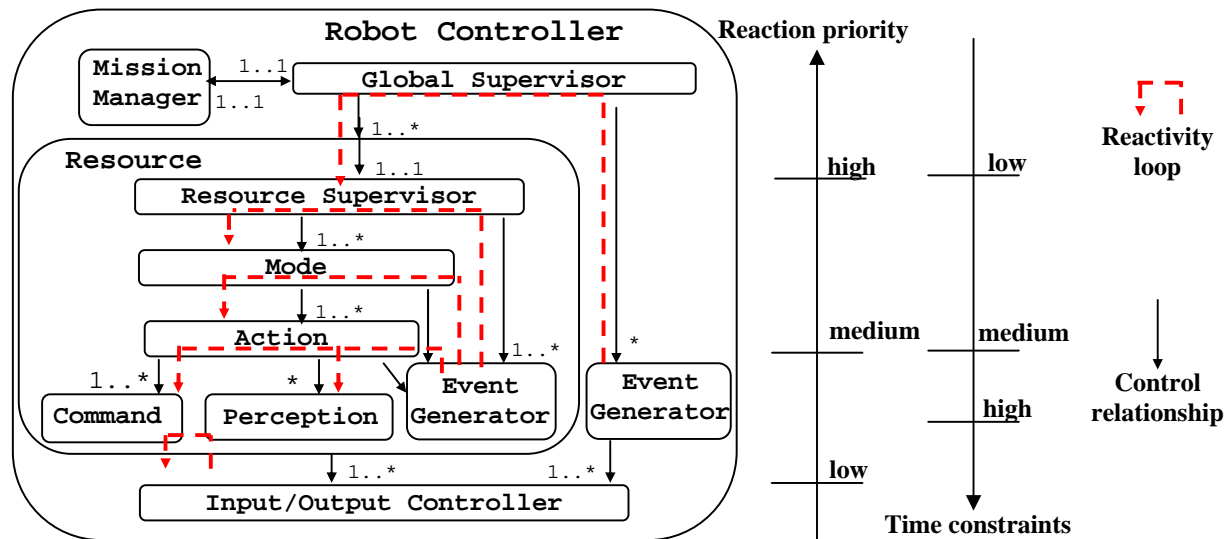 Robot Controller
Mission
Manager
1..1
1..1
Global Supervisor
1..*
Resource
1..1
Resource Supervisor
1..*
Mode
1..*
Action
1..*
*
1..*
*
Command
Perception
Event
Generator
Event
Generator
1..*
1..*
Input/Output Controller
Reaction priority
high
medium
low
low
medium
high
Time constraints
Reactivity
loop
Control
relationship